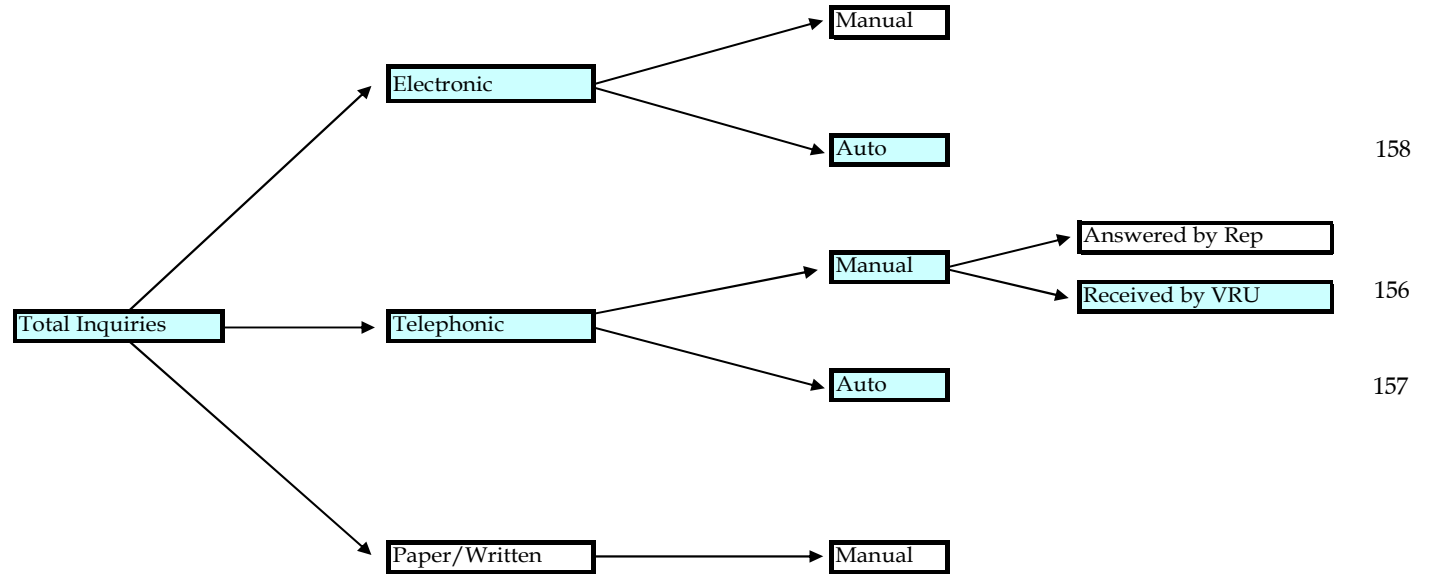 Manual
Electronic
Auto
158
Answered by Rep
Manual
Received by VRU
156
Total Inquiries
Telephonic
Auto
157
Paper/Written
Manual